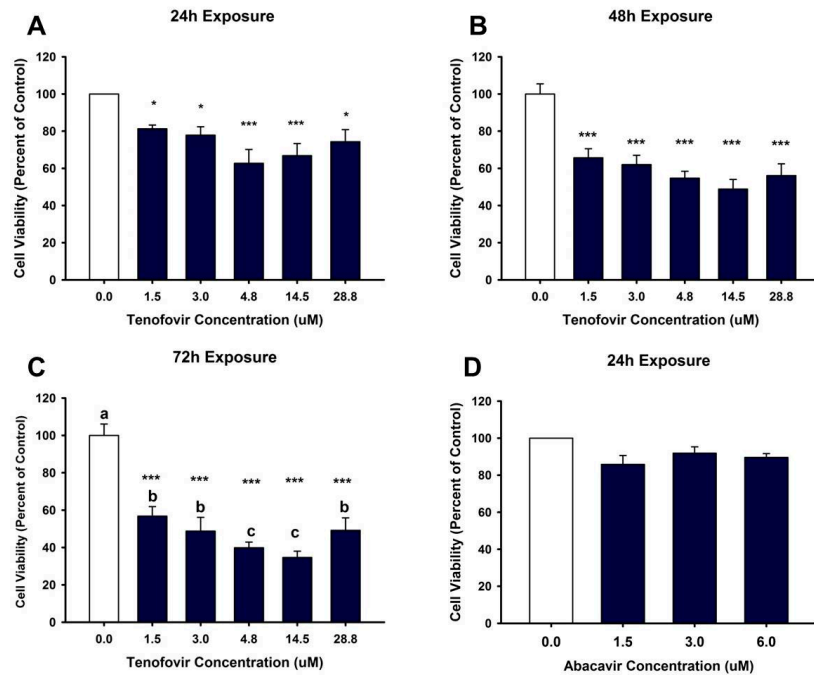 A
24h Exposure
Cell Viability (Percent of Control)
120
100
80
60
40
20
0
* * *** *** *
0.0 1.5 3.0 4.8 14.5 28.8
Tenofovir Concentration (uM)
B
48h Exposure
Cell Viability (Percent of Control)
120
100
80
60
40
20
0
*** *** *** *** ***
0.0 1.5 3.0 4.8 14.5 28.8
Tenofovir Concentration (uM)
C
72h Exposure
Cell Viability (Percent of Control)
120
100
80
60
40
20
0
a
*** *** *** *** ***
b b c c b
0.0 1.5 3.0 4.8 14.5 28.8
Tenofovir Concentration (uM)
D
24h Exposure
Cell Viability (Percent of Control)
120
100
80
60
40
20
0
0.0 1.5 3.0 6.0
Abacavir Concentration (uM)